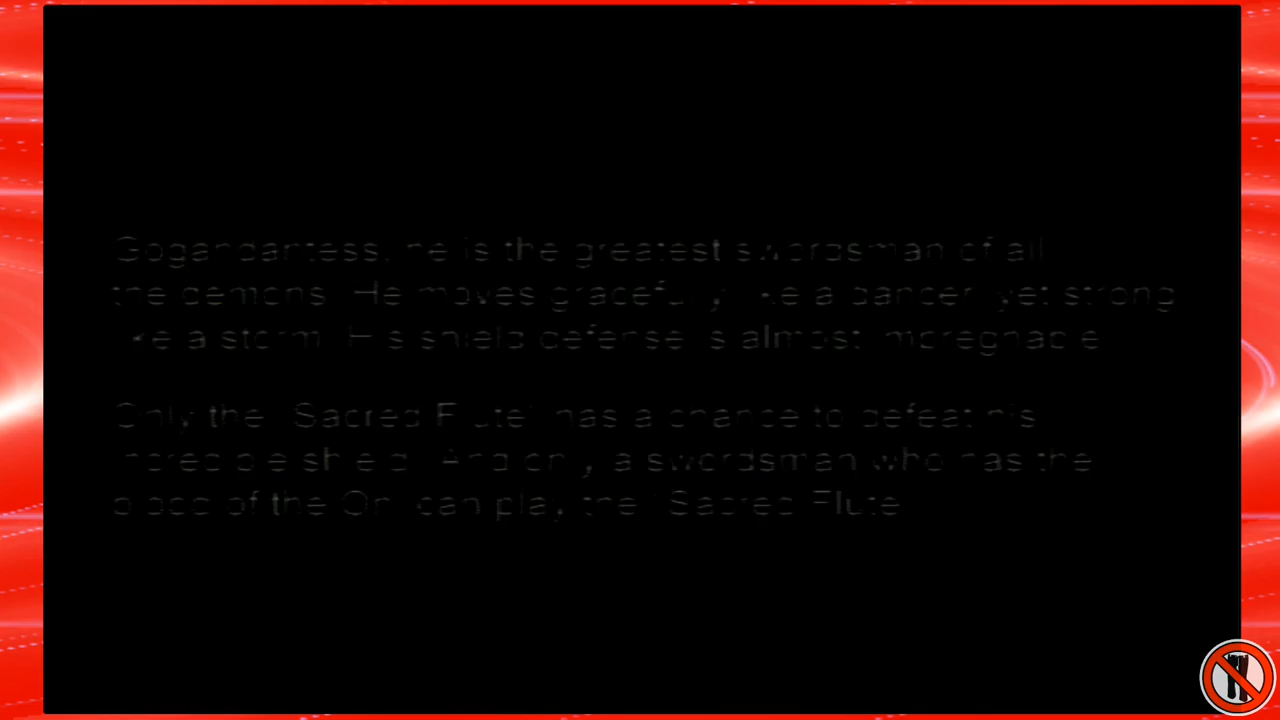 Gogandantess, he is the greatest swordsman of all
the demons. He moves gracefully like a dancer, yet strong
like a storm. His shield defense is almost impregnable.
Only the "Sacred Flute" has a chance to defeat his
incredible shield. And only a swordsman who has the
blood of the Oni can play the "Sacred Flute".